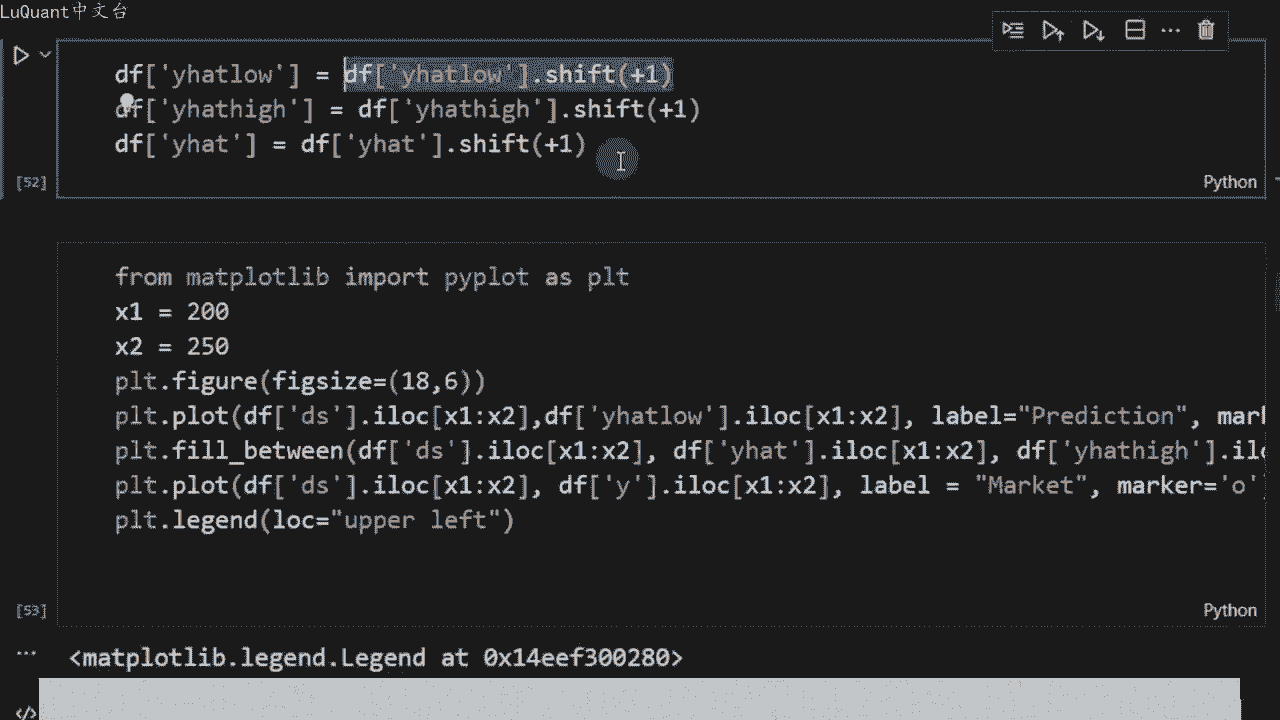 LuQuant中文台
df['yhatlow'] = df['yhatlow'].shift(+1)
df['yhathigh'] = df['yhathigh'].shift(+1)
df['yhat'] = df['yhat'].shift(+1)
[52]
Python
from matplotlib import pyplot as plt
x1 = 200
x2 = 250
plt.figure(figsize=(18,6))
plt.plot(df['ds'].iloc[x1:x2],df['yhatlow'].iloc[x1:x2], label="Prediction", mar
plt.fill_between(df['ds'].iloc[x1:x2], df['yhat'].iloc[x1:x2], df['yhathigh'].il
plt.plot(df['ds'].iloc[x1:x2], df['y'].iloc[x1:x2], label = "Market", marker='o'
plt.legend(loc="upper left")
[53]
Python
<matplotlib.legend.Legend at 0x14eef300280>